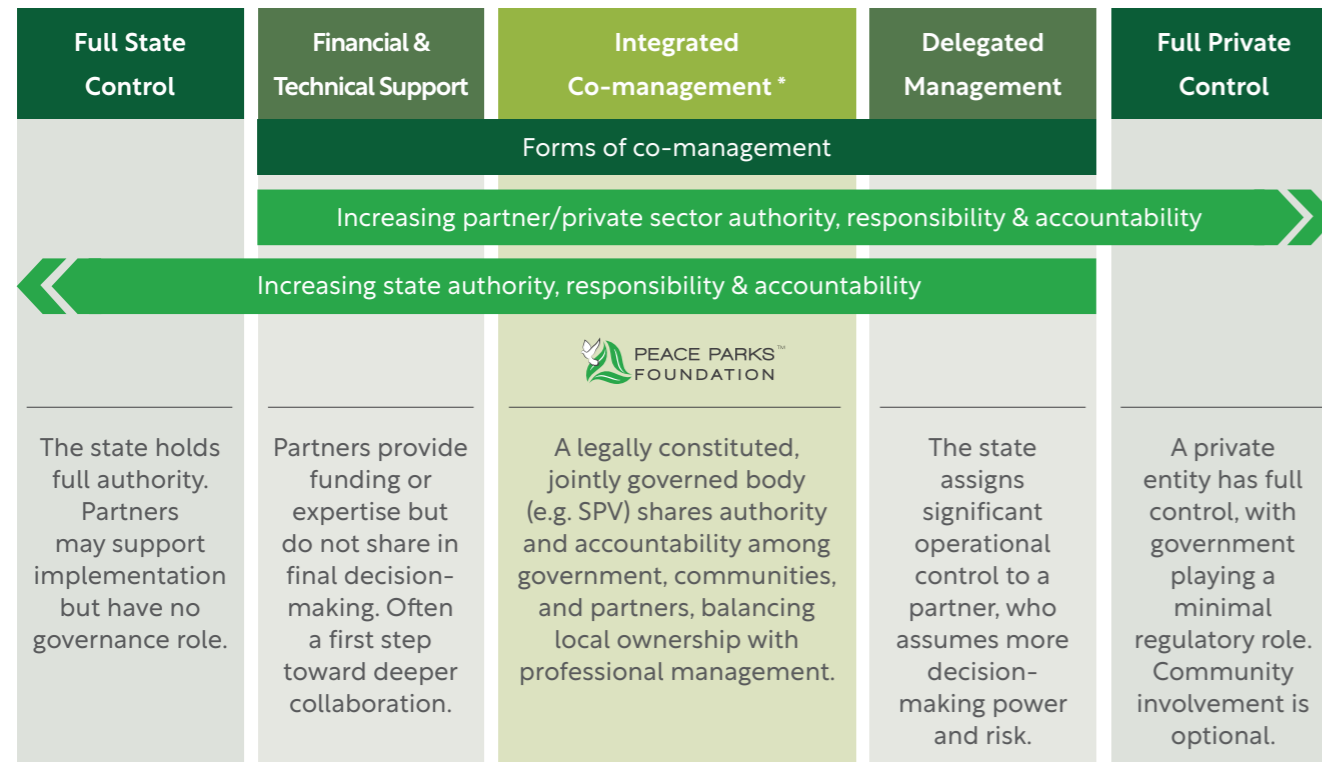 Full State
Control
Financial &
Technical Support
Integrated
Co-management *
Delegated
Management
Full Private
Control
Forms of co-management
Increasing partner/private sector authority, responsibility & accountability
Increasing state authority, responsibility & accountability
PEACE PARKS™
FOUNDATION
The state holds
full authority.
Partners
may support
implementation
but have no
governance role.
Partners provide
funding or
expertise but
do not share in
final decision-
making. Often
a first step
toward deeper
collaboration.
A legally constituted,
jointly governed body
(e.g. SPV) shares authority
and accountability among
government, communities,
and partners, balancing
local ownership with
professional management.
The state
assigns
significant
operational
control to a
partner, who
assumes more
decision-
making power
and risk.
A private
entity has full
control, with
government
playing a
minimal
regulatory role.
Community
involvement is
optional.